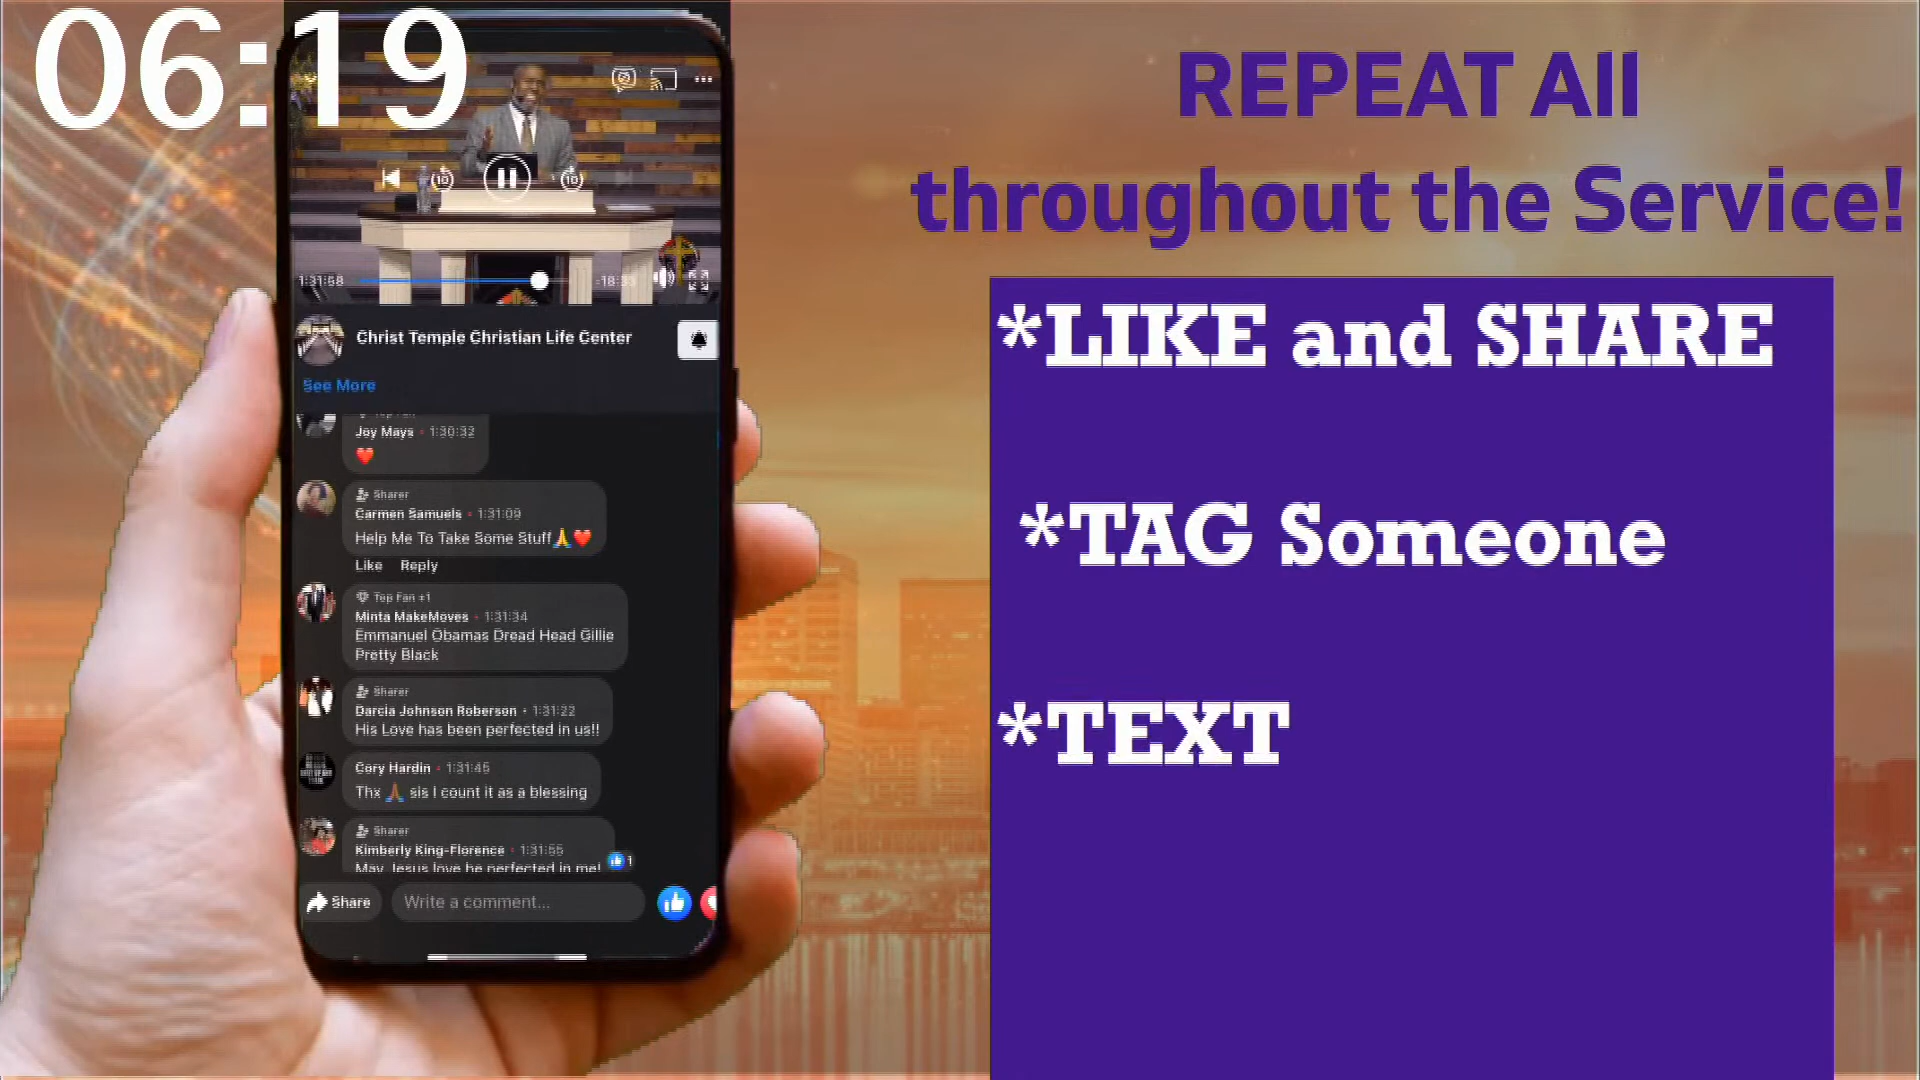 06:19
REPEAT All
throughout the Service!
*LIKE and SHARE
*TAG Someone
*TEXT
10
10
1:31:58
Christ Temple Christian Life Center
See More
Joy Mays • 1:30:32
❤️
Sharer
Carmen Samuels • 1:31:09
Help Me To Take Some Stuff🙏❤️
Like Reply
Top Fan +1
Minta MakeMoves • 1:31:34
Emmanuel Obamas Dread Head Gillie
Pretty Black
Sharer
Darcia Johnson Roberson • 1:31:22
His Love has been perfected in us!!
Cory Hardin • 1:31:45
Thx 🙏🏾 sis I count it as a blessing
Sharer
Kimberly King-Florence • 1:31:55
May Jesus love be perfected in me!
1
Share
Write a comment...